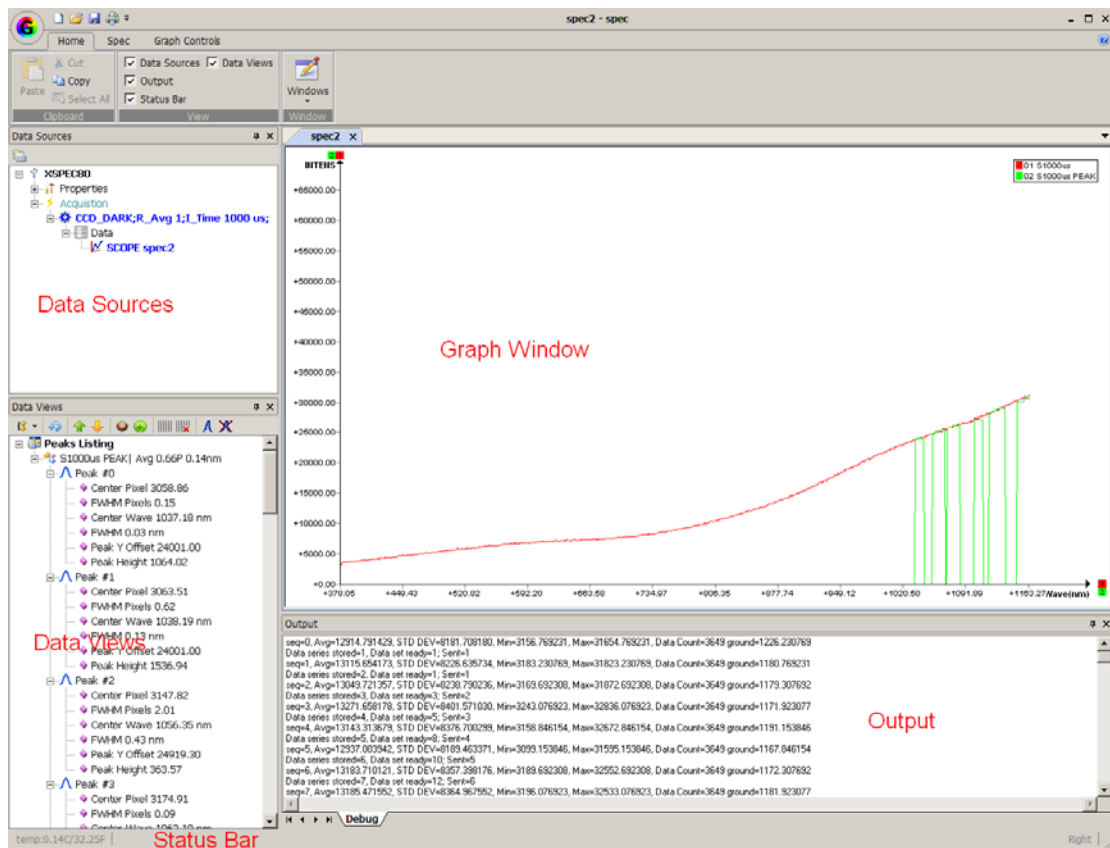 spec2 - spec
Home Spec Graph Controls
Paste
Cut
Copy
Select All
Clipboard
Data Sources Data Views
Output
Status Bar
View
Windows
Window
Data Sources
XSPEC80
Properties
Acquistion
CCD_DARK;R_Avg 1;I_Time 1000 us;
Data
SCOPE spec2
Data Sources
Data Views
Peaks Listing
S1000us PEAK| Avg 0.66P 0.14nm
Peak #0
Center Pixel 3058.86
FWHM Pixels 0.15
Center Wave 1037.18 nm
FWHM 0.03 nm
Peak Y Offset 24001.00
Peak Height 1064.02
Peak #1
Center Pixel 3063.51
FWHM Pixels 0.62
Center Wave 1038.19 nm
FWHM 0.13 nm
Data Views
Peak Y Offset 24001.00
Peak Height 1536.94
Peak #2
Center Pixel 3147.82
FWHM Pixels 2.01
Center Wave 1056.35 nm
FWHM 0.43 nm
Peak Y Offset 24919.30
Peak Height 363.57
Peak #3
Center Pixel 3174.91
FWHM Pixels 0.09
spec2
2 1
INTENS
01 S1000us
02 S1000us PEAK
+65000.00
+60000.00
+55000.00
+50000.00
+45000.00
+40000.00
+35000.00
+30000.00
+25000.00
+20000.00
+15000.00
+10000.00
+5000.00
+0.00
Graph Window
+378.05 +449.43 +520.82 +592.20 +663.59 +734.97 +806.35 +877.74 +949.12 +1020.50 +1091.89 +1163.27 Wave(nm)
1
2
Output
seq=0, Avg=12914.791429, STD DEV=8181.708180, Min=3156.769231, Max=31654.769231, Data Count=3649 ground=1226.230769
Data series stored=1, Data set ready=1; Sent=1
seq=1, Avg=13115.654173, STD DEV=8226.635734, Min=3183.230769, Max=31823.230769, Data Count=3649 ground=1180.769231
Data series stored=2, Data set ready=1; Sent=1
seq=2, Avg=13049.721357, STD DEV=8238.790236, Min=3169.692308, Max=31872.692308, Data Count=3649 ground=1179.307692
Data series stored=3, Data set ready=3; Sent=2
seq=3, Avg=13271.658178, STD DEV=8401.571030, Min=3243.076923, Max=32836.076923, Data Count=3649 ground=1171.923077
Data series stored=4, Data set ready=5; Sent=3
seq=4, Avg=13143.313679, STD DEV=8376.700299, Min=3158.846154, Max=32672.846154, Data Count=3649 ground=1191.153846
Data series stored=5, Data set ready=8; Sent=4
seq=5, Avg=12937.003942, STD DEV=8189.463371, Min=3099.153846, Max=31595.153846, Data Count=3649 ground=1167.846154
Data series stored=6, Data set ready=10; Sent=5
seq=6, Avg=13183.710121, STD DEV=8357.398176, Min=3189.692308, Max=32552.692308, Data Count=3649 ground=1172.307692
Data series stored=7, Data set ready=12; Sent=6
seq=7, Avg=13185.471552, STD DEV=8364.967552, Min=3196.076923, Max=32533.076923, Data Count=3649 ground=1181.923077
Output
Debug
temp:0.14C/32.25F
Status Bar
Right